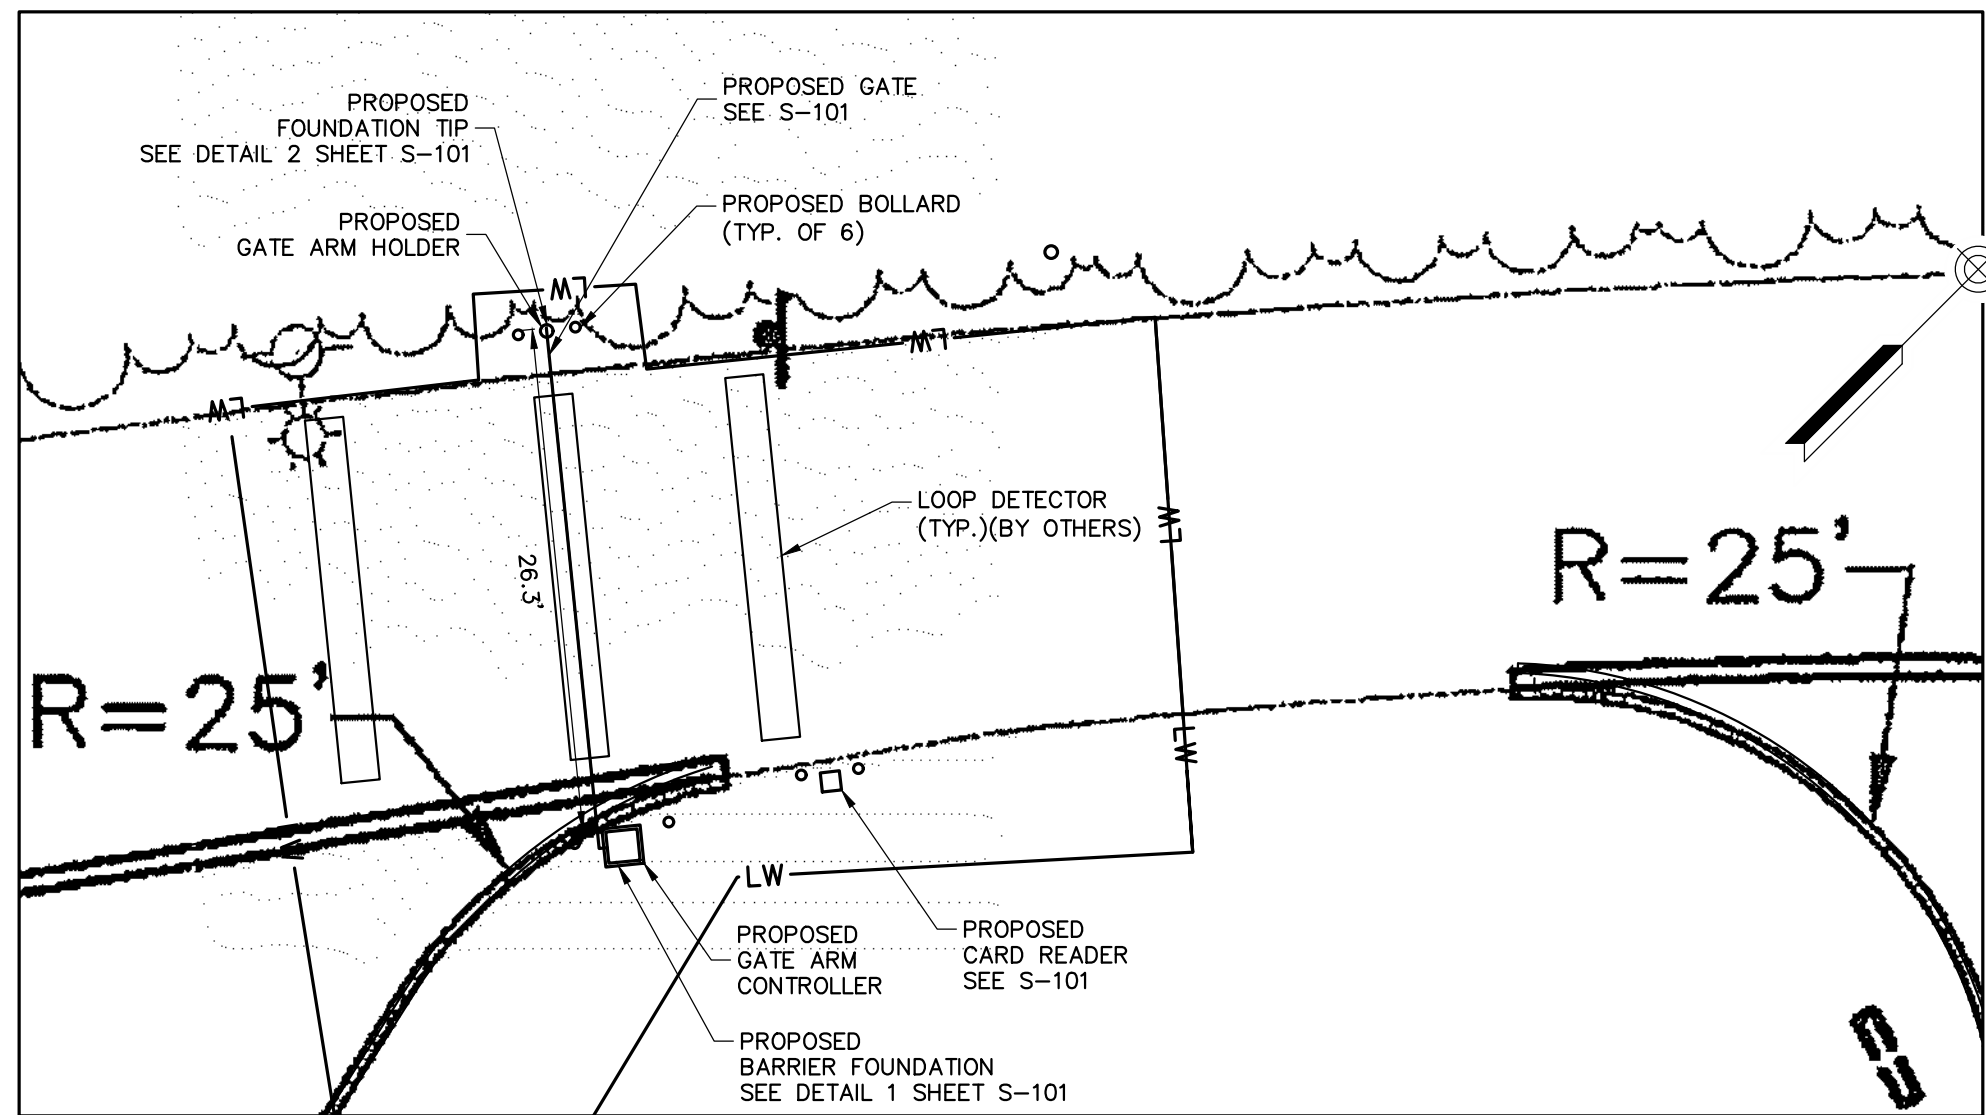 PROPOSED
FOUNDATION TIP
SEE DETAIL 2 SHEET S-101
PROPOSED GATE
SEE S-101
PROPOSED
GATE ARM HOLDER
PROPOSED BOLLARD
(TYP. OF 6)
LW
LW
LW
LOOP DETECTOR
(TYP.)(BY OTHERS)
LW
R=25'
26.3'
R=25'
LW
LW
PROPOSED
GATE ARM
CONTROLLER
PROPOSED
CARD READER
SEE S-101
PROPOSED
BARRIER FOUNDATION
SEE DETAIL 1 SHEET S-101